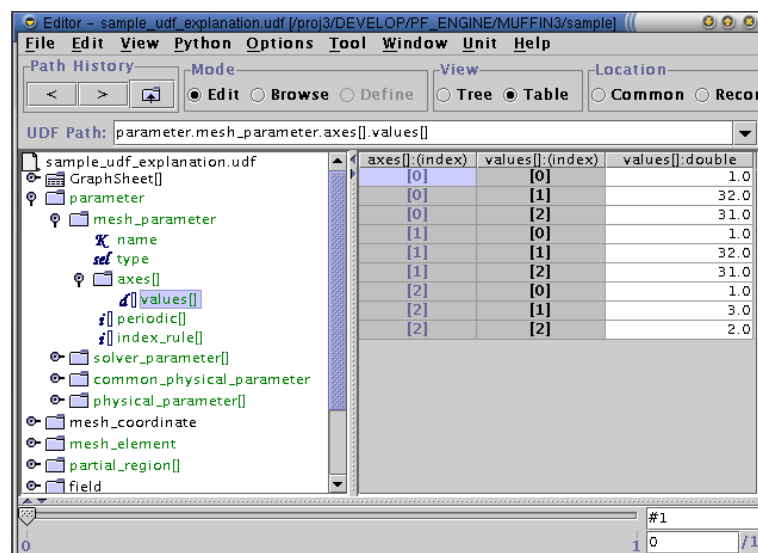 Editor - sample_udf_explanation.udf [/proj3/DEVELOP/PF_ENGINE/MUFFIN3/sample]
File Edit View Python Options Tool Window Unit Help
Path History Mode View Location
< > Edit Browse Define Tree Table Common Recor
UDF Path: parameter.mesh_parameter.axes[].values[]
sample_udf_explanation.udf
GraphSheet[]
parameter
mesh_parameter
K name
sel type
axes[]
d[] values[]
i[] periodic[]
i[] index_rule[]
solver_parameter[]
common_physical_parameter
physical_parameter[]
mesh_coordinate
mesh_element
partial_region[]
field
axes[]:(index) values[]:(index) values[]:double
[0] [0] 1.0
[0] [1] 32.0
[0] [2] 31.0
[1] [0] 1.0
[1] [1] 32.0
[1] [2] 31.0
[2] [0] 1.0
[2] [1] 3.0
[2] [2] 2.0
#1
0 1 0 /1